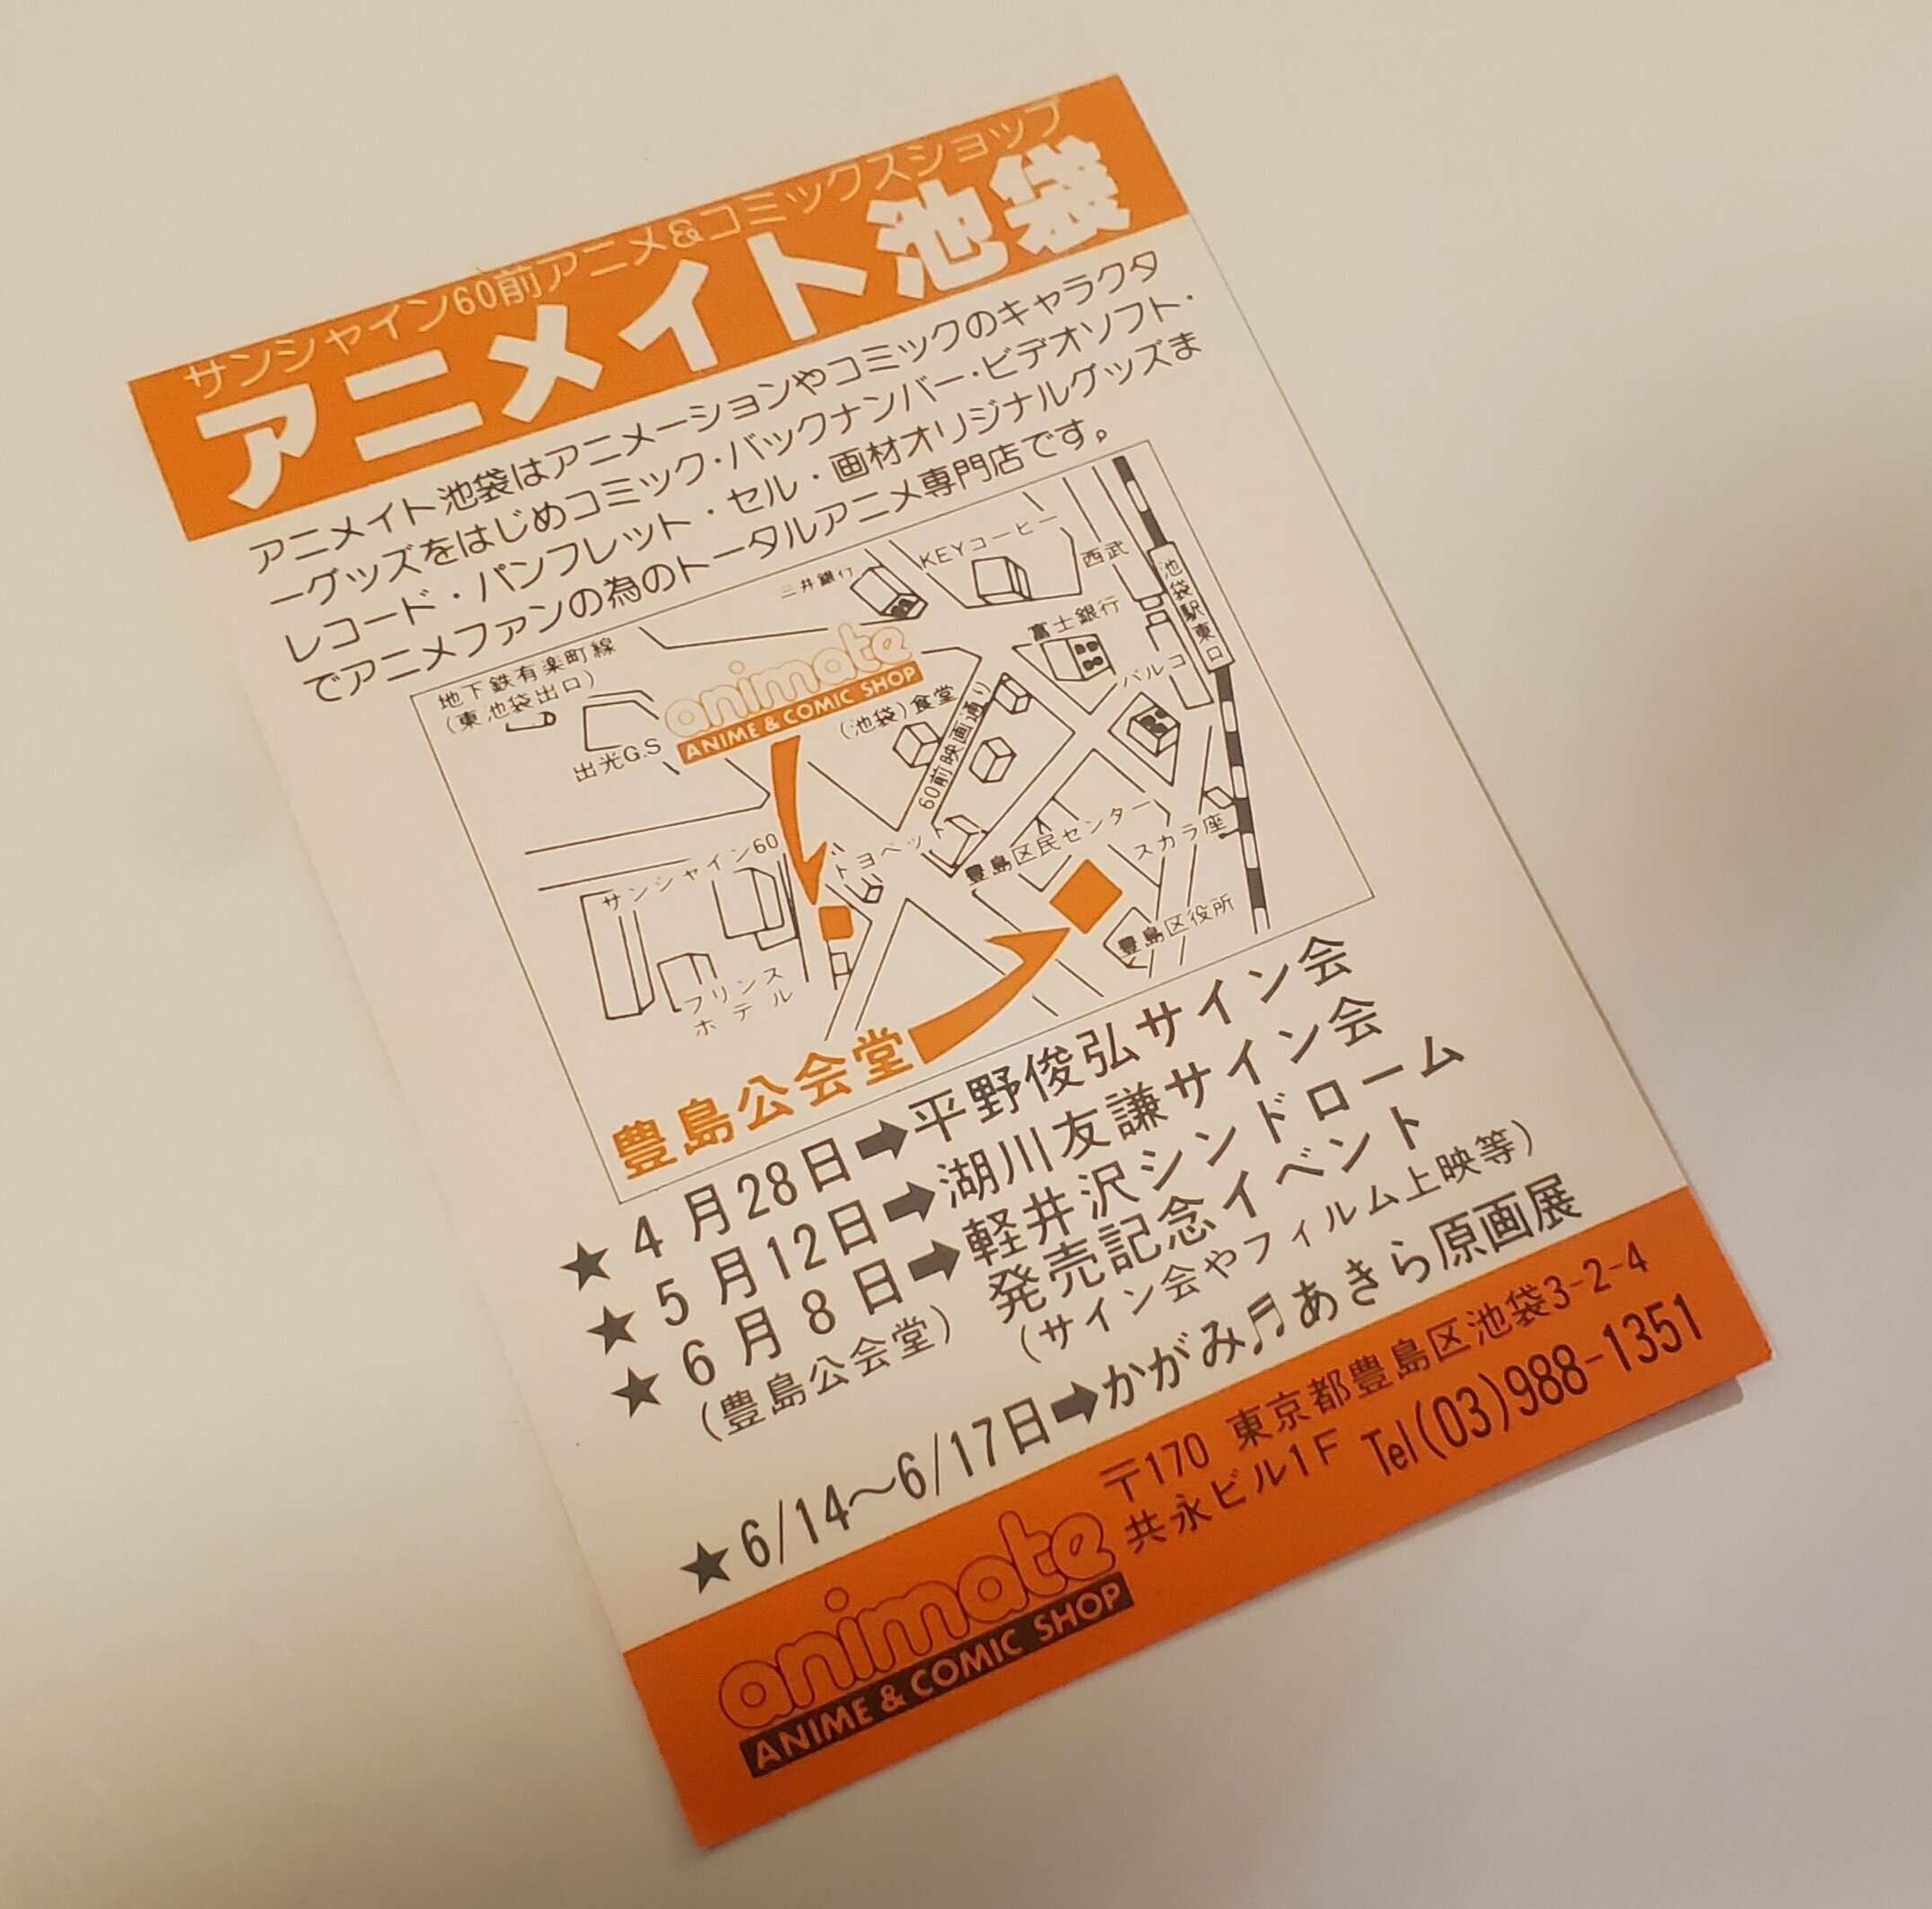 サンシャイン60前アニメ&コミックスショップ
アニメイト池袋
アニメイト池袋はアニメーションやコミックのキャラクタ
ーグッズをはじめコミック・バックナンバー・ビデオソフト・
レコード・パンフレット・セル・画材オリジナルグッズま
でアニメファンの為のトータルアニメ専門店です。
地下鉄有楽町線
(東池袋出口)
出光G.S
三井銀行
KEYコーヒー
西武
池袋駅東口
富士銀行
パルコ
animate
ANIME & COMIC SHOP
(池袋)食堂
60前映画通り
サンシャイン60
トヨペット
豊島区民センター
スカラ座
豊島区役所
プリンス
ホテル
豊島公会堂
★4月28日➡平野俊弘サイン会
★5月12日➡湖川友謙サイン会
★6月8日➡軽井沢シンドローム
(豊島公会堂) 発売記念イベント
(サイン会やフィルム上映等)
★6/14〜6/17日➡かがみ♬あきら原画展
animate
ANIME & COMIC SHOP
〒170 東京都豊島区池袋3-2-4
共永ビル1F Tel(03)988-1351